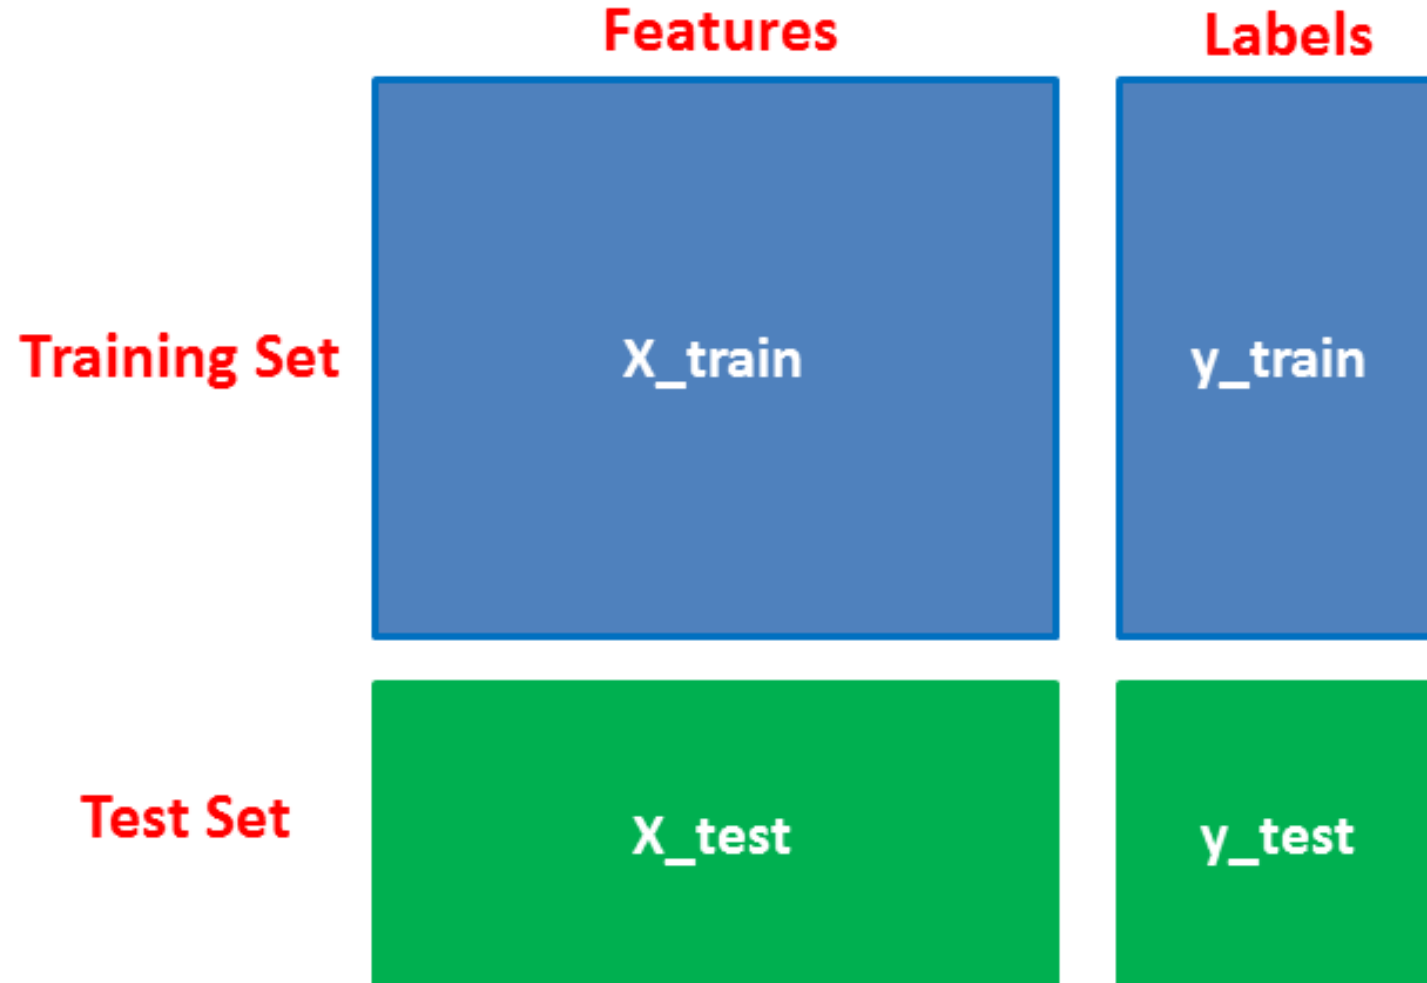 Features
Labels
Training Set
X_train
y_train
Test Set
X_test
y_test